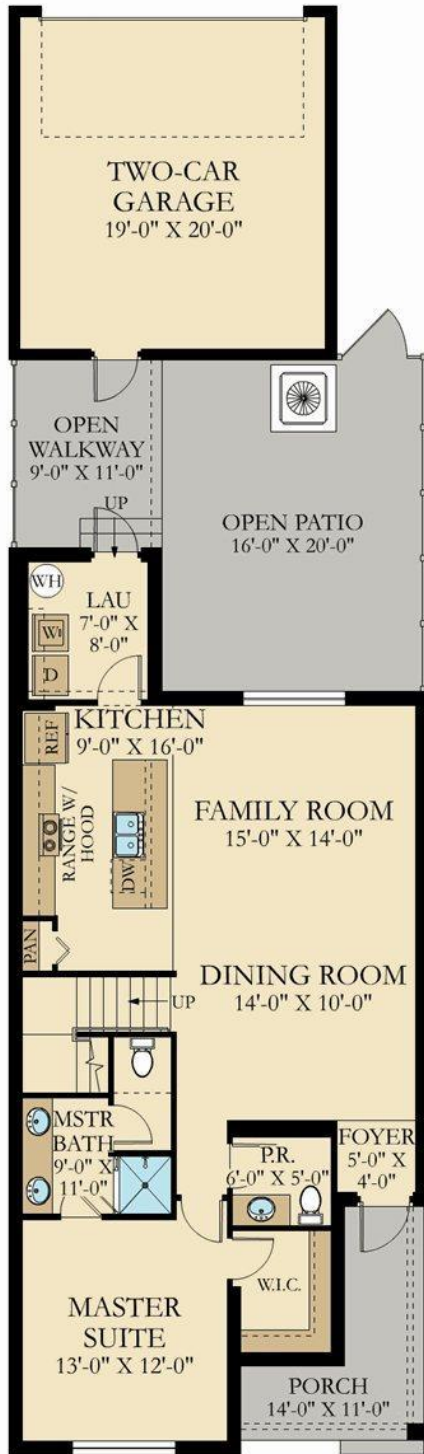 TWO-CAR
GARAGE
19'-0" X 20'-0"
OPEN
WALKWAY
9'-0" X 11'-0"
UP
OPEN PATIO
16'-0" X 20'-0"
WH
LAU
7'-0" X
8'-0"
W
D
KITCHEN
9'-0" X 16'-0"
REF
RANGE W/
HOOD
DW
PAN
FAMILY ROOM
15'-0" X 14'-0"
DINING ROOM
14'-0" X 10'-0"
UP
MSTR
BATH
9'-0" X
11'-0"
P.R.
6'-0" X 5'-0"
FOYER
5'-0" X
4'-0"
W.I.C.
MASTER
SUITE
13'-0" X 12'-0"
PORCH
14'-0" X 11'-0"